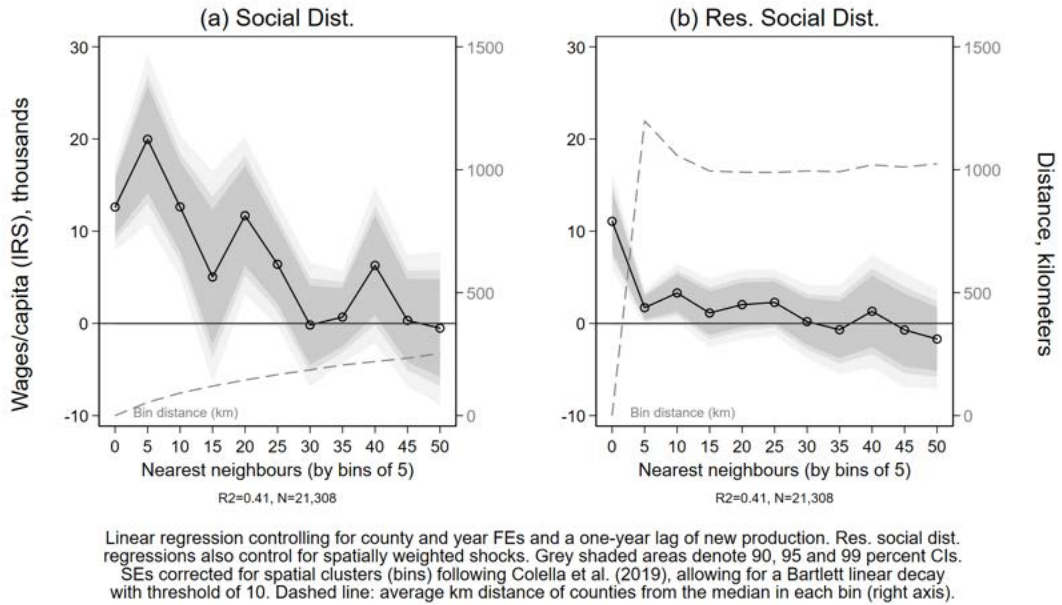 (a) Social Dist.
(b) Res. Social Dist.
Wages/capita (IRS), thousands
30
20
10
0
-10
1500
1000
500
0
Bin distance (km)
0 5 10 15 20 25 30 35 40 45 50
Nearest neighbours (by bins of 5)
R2=0.41, N=21,308
30
20
10
0
-10
1500
1000
500
0
Distance, kilometers
Bin distance (km)
0 5 10 15 20 25 30 35 40 45 50
Nearest neighbours (by bins of 5)
R2=0.41, N=21,308
Linear regression controlling for county and year FEs and a one-year lag of new production. Res. social dist.
regressions also control for spatially weighted shocks. Grey shaded areas denote 90, 95 and 99 percent CIs.
SEs corrected for spatial clusters (bins) following Colella et al. (2019), allowing for a Bartlett linear decay
with threshold of 10. Dashed line: average km distance of counties from the median in each bin (right axis).